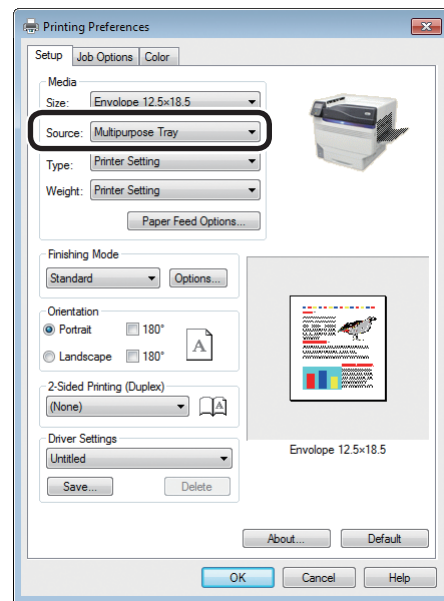 Printing Preferences
Setup Job Options Color
Media
Size: Envelope 12.5×18.5
Source: Multipurpose Tray
Type: Printer Setting
Weight: Printer Setting
Paper Feed Options...
Finishing Mode
Standard Options...
Orientation
Portrait 180°
Landscape 180°
A
2-Sided Printing (Duplex)
(None)
A
Driver Settings
Untitled
Save... Delete
Envelope 12.5×18.5
About... Default
OK Cancel Help